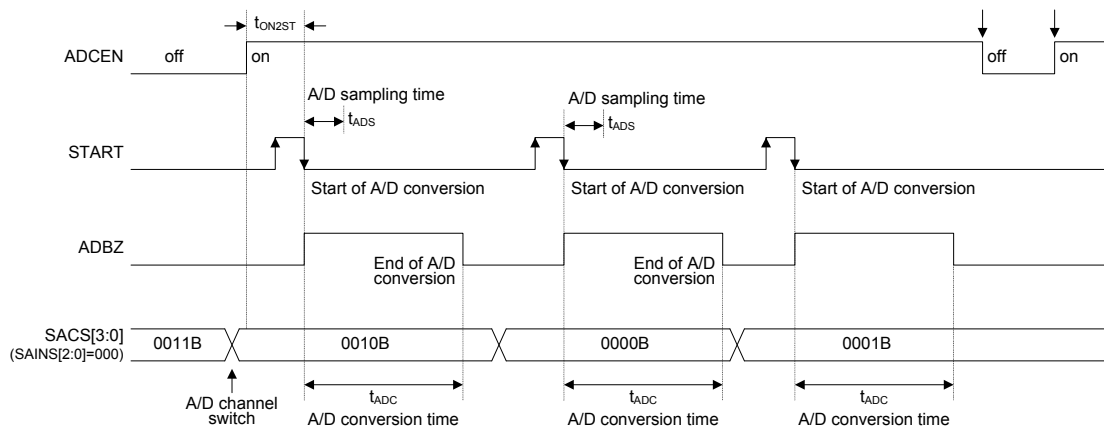 tON2ST
ADCEN
off
on
off
on
A/D sampling time
tADS
A/D sampling time
tADS
START
Start of A/D conversion
Start of A/D conversion
Start of A/D conversion
ADBZ
End of A/D
conversion
End of A/D
conversion
SACS[3:0]
(SAINS[2:0]=000)
0011B
0010B
0000B
0001B
A/D channel
switch
tADC
A/D conversion time
tADC
A/D conversion time
tADC
A/D conversion time